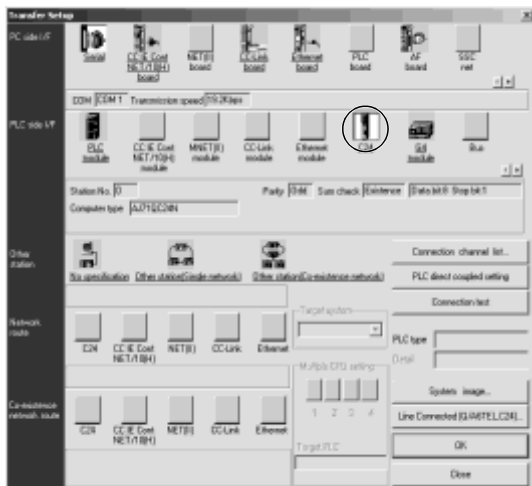 Transfer Setup
PC side I/F
Serial
CC IE Cont NET/10(H) board
NET(II) board
CC-Link board
Ethernet board
PLC board
AF board
SSC net
COM COM 1 Transmission speed 19.2Kbps
PLC side I/F
PLC module
CC IE Cont NET/10(H) module
MNET(II) module
CC-Link module
Ethernet module
C24
G4 module
Bus
Station No. 0
Parity Odd Sum check Existence Data bit:8 Stop bit:1
Computer type AJ71QC24N
Other station
No specification
Other station(Single network)
Other station(Co-existence network)
Connection channel list...
PLC direct coupled setting
Connection test
Network route
C24
CC IE Cont NET/10(H)
NET(II)
CC-Link
Ethernet
Target system
PLC type
Detail
Multiple CPU setting
1 2 3 4
Target PLC
System image...
Line Connected (Q/A6TEL,C24)...
Co-existence network route
C24
CC IE Cont NET/10(H)
NET(II)
CC-Link
Ethernet
OK
Close